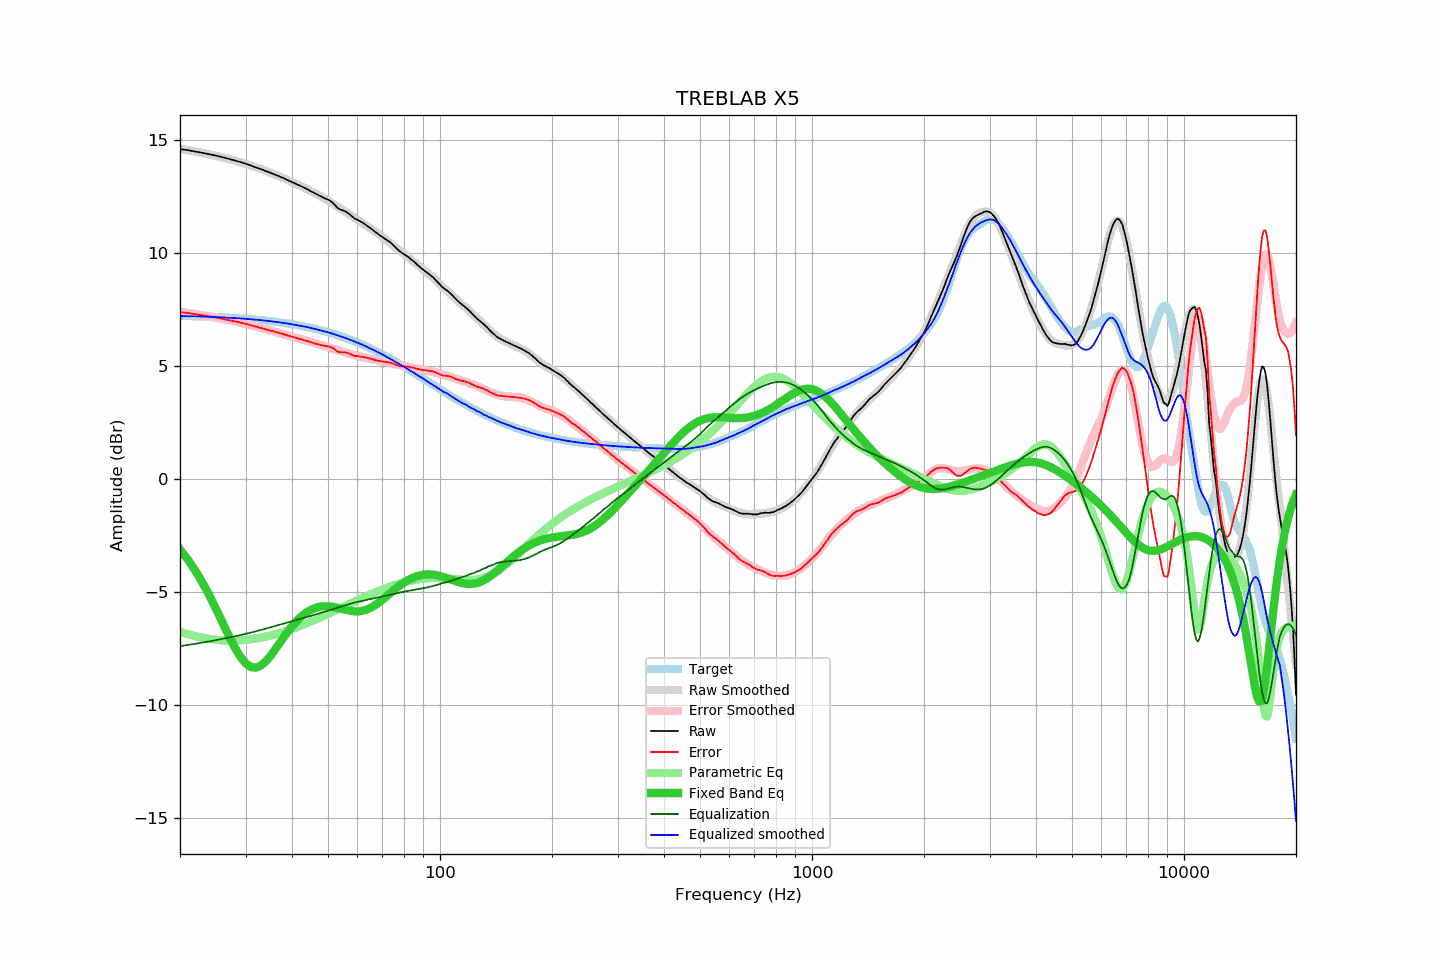 TREBLAB X5
Amplitude (dBr)
15
10
5
0
−5
−10
−15
Target
Raw Smoothed
Error Smoothed
Raw
Error
Parametric Eq
Fixed Band Eq
Equalization
Equalized smoothed
100
1000
10000
Frequency (Hz)